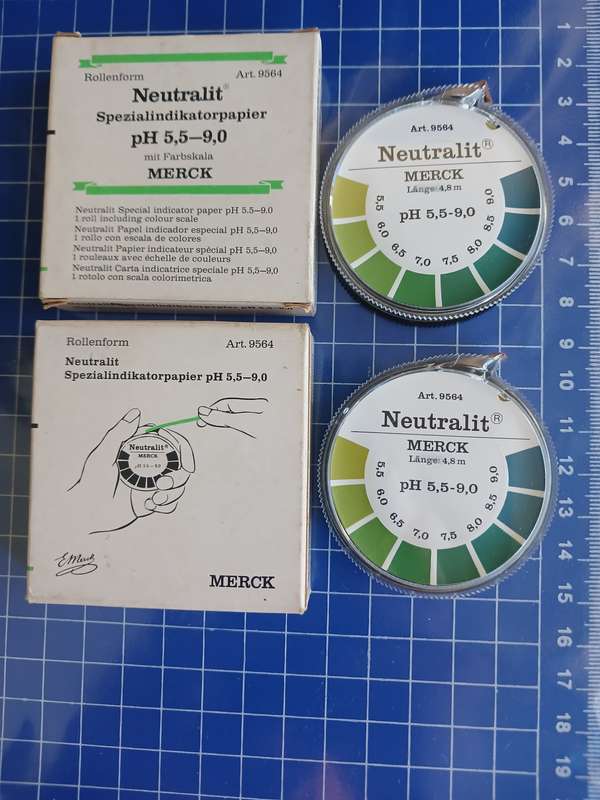 Rollenform Art. 9564
Neutralit®
Spezialindikatorpapier
pH 5,5–9,0
mit Farbskala
MERCK
Neutralit Special indicator paper pH 5.5–9.0
1 roll including colour scale
Neutralit Papel indicador especial pH 5,5–9,0
1 rollo con escala de colores
Neutralit Papier indicateur spécial pH 5,5–9,0
1 rouleaux avec échelle de couleurs
Neutralit Carta indicatrice speciale pH 5,5–9,0
1 rotolo con scala colorimetrica
Art. 9564
Neutralit®
MERCK
Länge: 4,8 m
pH 5,5-9,0
5,5 6,0 6,5 7,0 7,5 8,0 8,5 9,0
Rollenform Art. 9564
Neutralit
Spezialindikatorpapier pH 5,5–9,0
Neutralit®
MERCK
pH 5,5–9,0
E. Merck
MERCK
Art. 9564
Neutralit®
MERCK
Länge: 4,8 m
pH 5,5-9,0
5,5 6,0 6,5 7,0 7,5 8,0 8,5 9,0
1
2
3
4
5
6
7
8
9
10
11
12
13
14
15
16
17
18
19